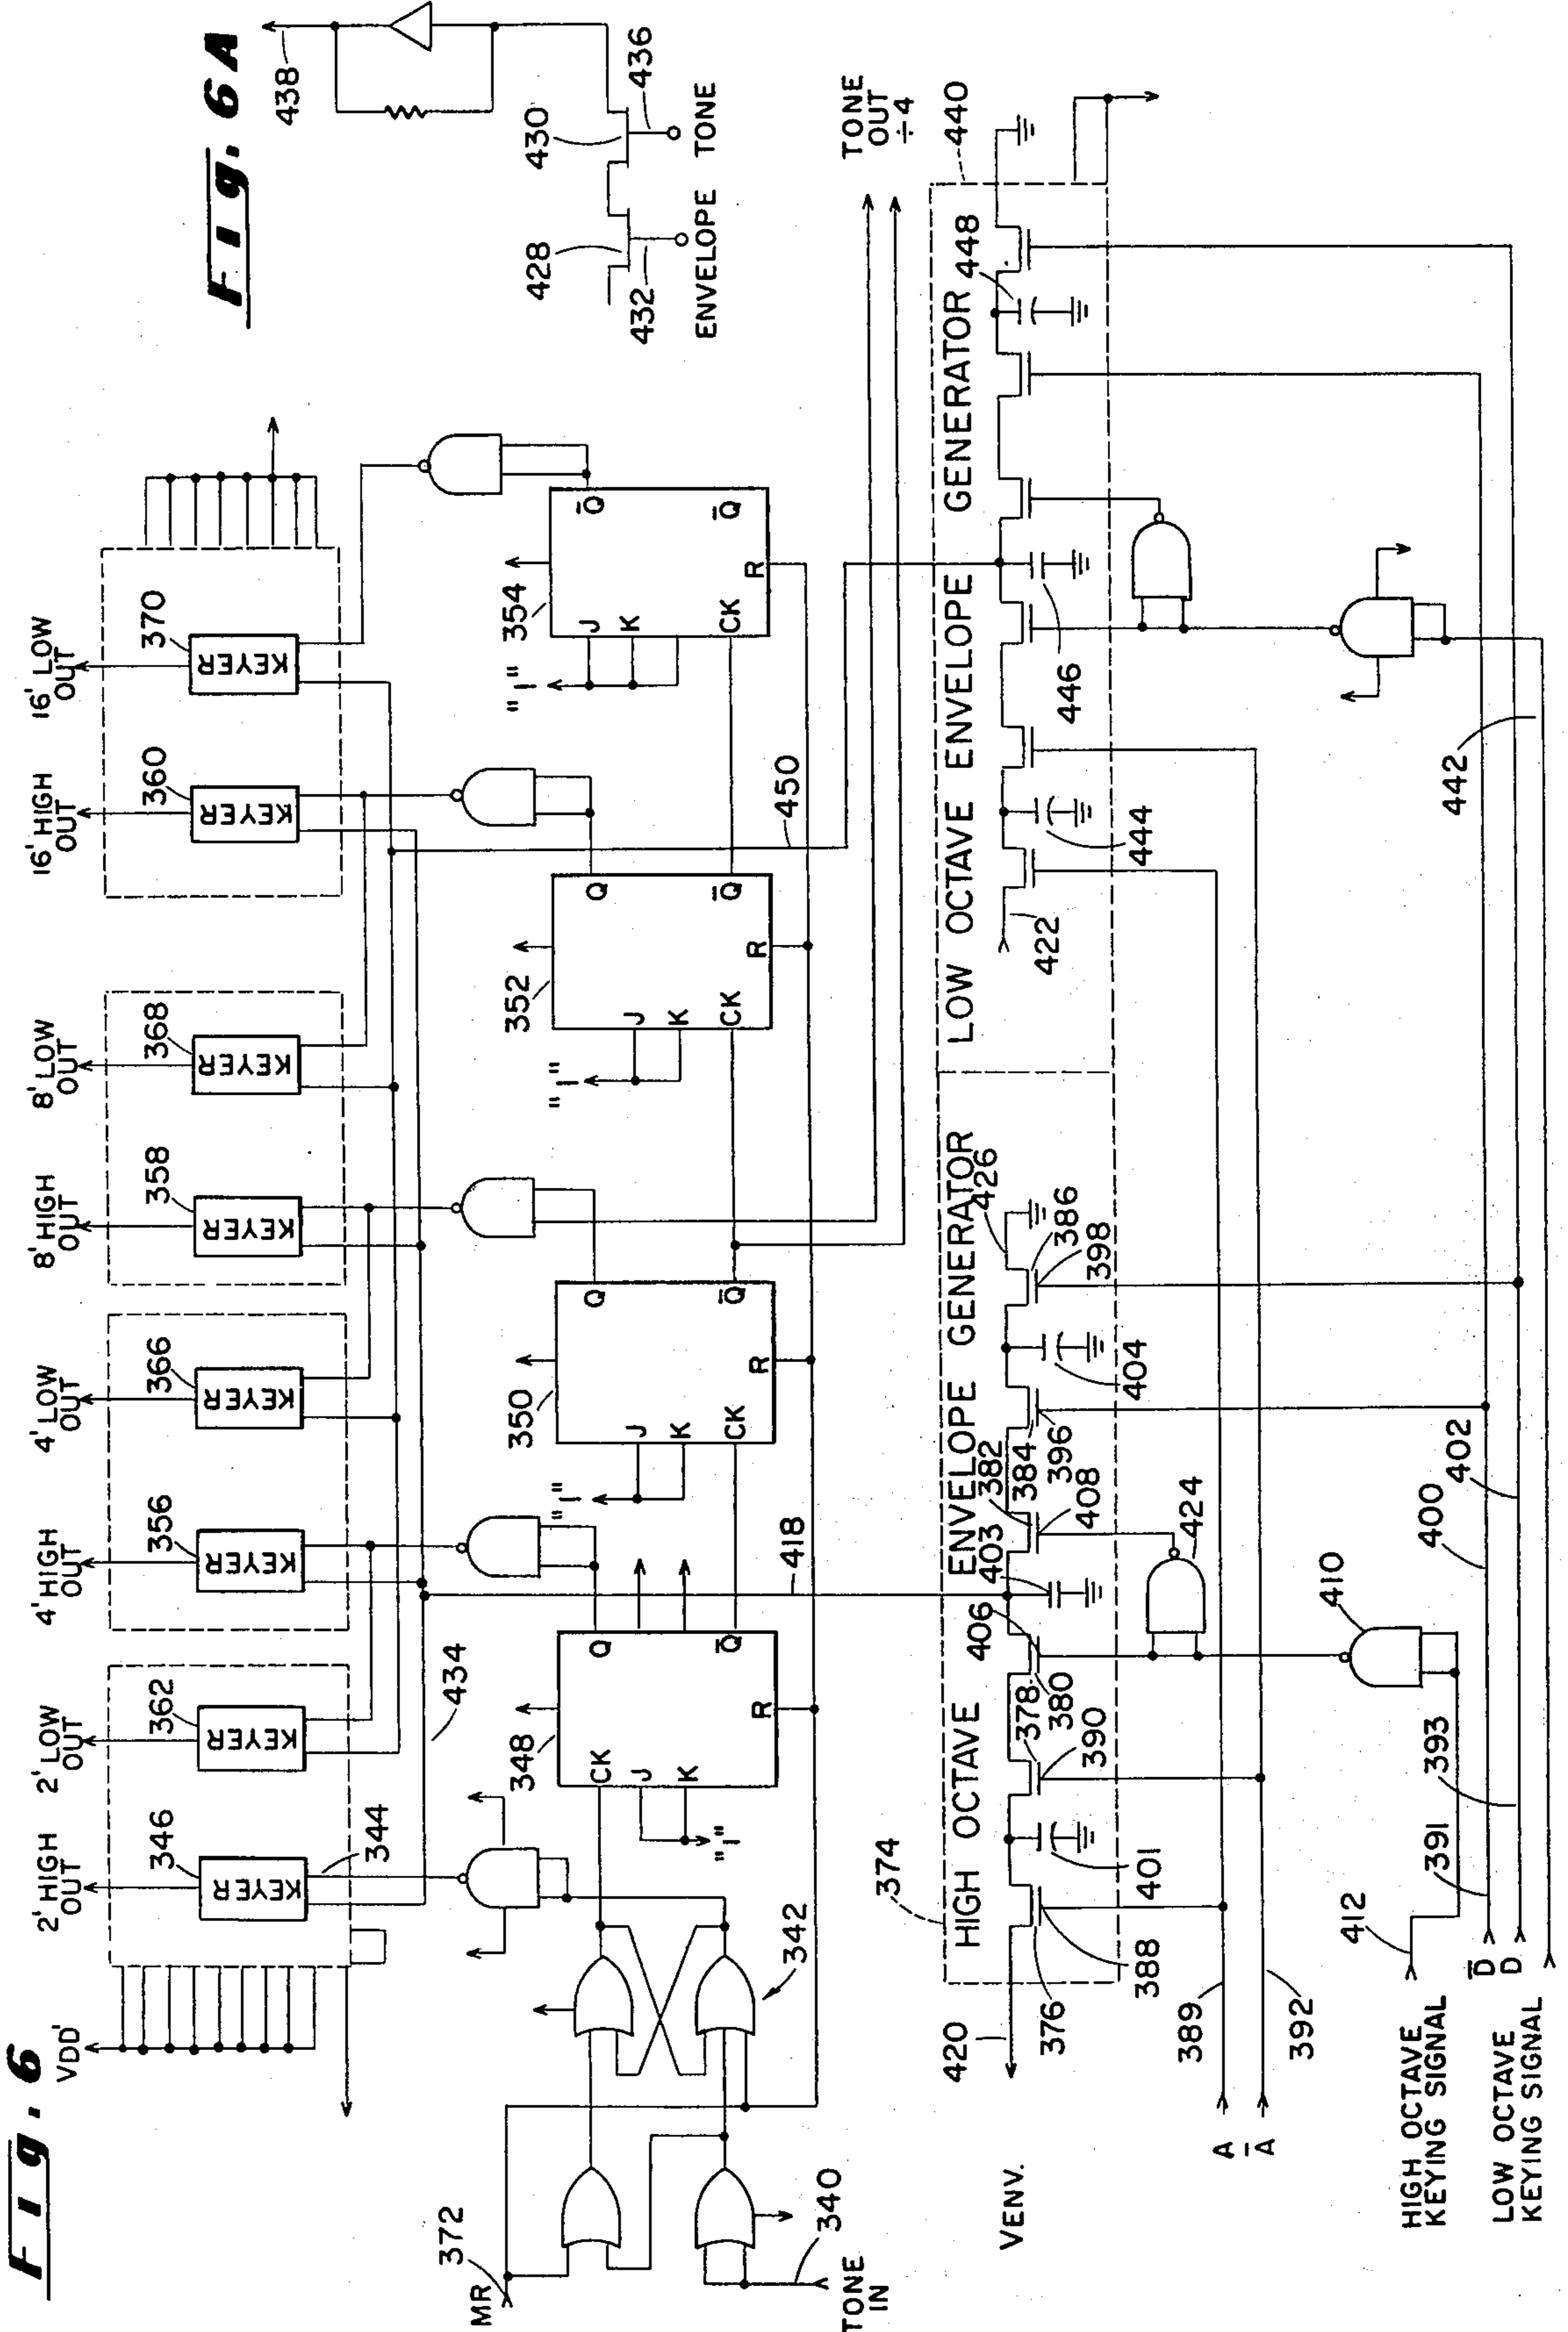 Fig. 6
VDD'
2' HIGH
OUT
346
KEYER
344
2' LOW
OUT
362
KEYER
434
4' HIGH
OUT
356
KEYER
4' LOW
OUT
366
KEYER
8' HIGH
OUT
358
KEYER
8' LOW
OUT
368
KEYER
16' HIGH
OUT
360
KEYER
16' LOW
OUT
370
KEYER
MR
372
TONE
IN
340
342
348
CK
J
K
"1"
Q
Q̅
R
418
350
J
K
CK
"1"
Q
Q̅
R
352
J
K
CK
"1"
Q
Q̅
R
450
354
J
K
CK
"1"
Q̅
Q̅
R
TONE
OUT
÷4
VENV.
420
374
HIGH OCTAVE ENVELOPE GENERATOR
376
388
401
378
390
380
406
403
382
408
384
396
404
386
398
426
424
410
LOW OCTAVE ENVELOPE GENERATOR
440
422
444
446
448
442
A
389
A̅
392
HIGH OCTAVE
KEYING SIGNAL
412
D̅
391
400
D
393
402
LOW OCTAVE
KEYING SIGNAL
Fig. 6A
438
428
430
432
436
ENVELOPE TONE